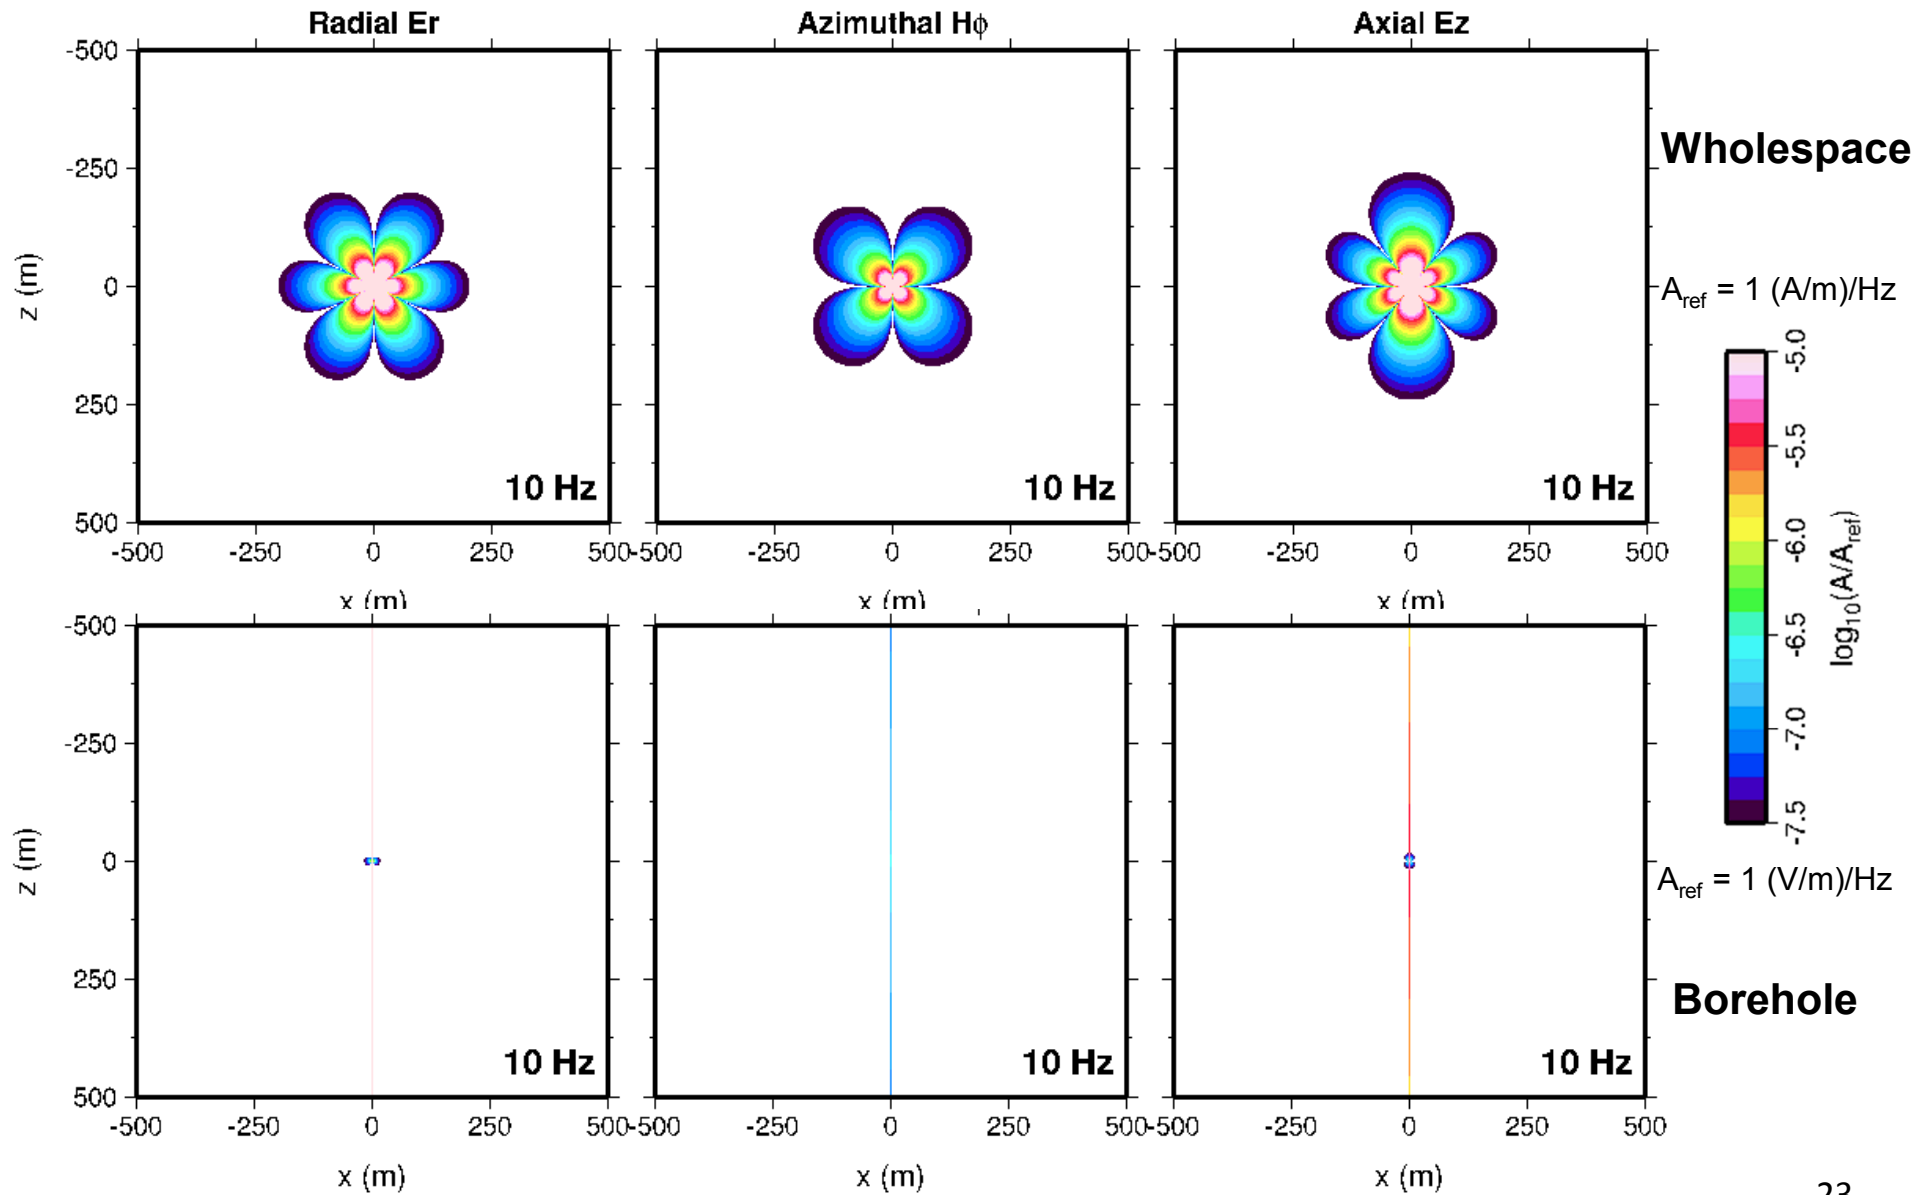 Radial Er Azimuthal Hϕ Axial Ez
-500
-250
z (m) 0
250
500
10 Hz 10 Hz 10 Hz
-500 -250 0 250 500 -500 -250 0 250 500 -500 -250 0 250 500
x (m) x (m) x (m)
Wholespace
A_ref = 1 (A/m)/Hz
-5.0
-5.5
-6.0
-6.5
-7.0
-7.5
log10(A/A_ref)
A_ref = 1 (V/m)/Hz
Borehole
-500
-250
z (m) 0
250
500
10 Hz 10 Hz 10 Hz
-500 -250 0 250 500 -500 -250 0 250 500 -500 -250 0 250 500
x (m) x (m) x (m)
23